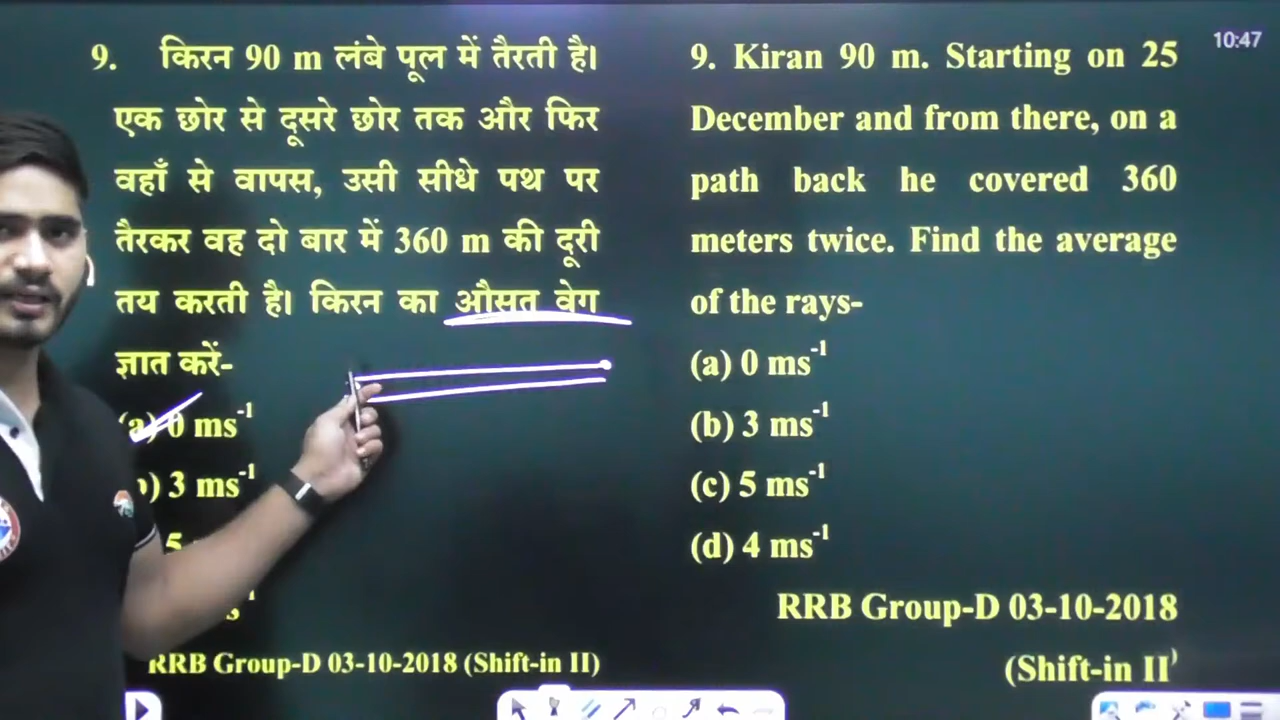 10:47
9. किरन 90 m लंबे पूल में तैरती है।
एक छोर से दूसरे छोर तक और फिर
वहाँ से वापस, उसी सीधे पथ पर
तैरकर वह दो बार में 360 m की दूरी
तय करती है। किरन का औसत वेग
ज्ञात करें-
(a) 0 ms⁻¹
) 3 ms⁻¹
5
RRB Group-D 03-10-2018 (Shift-in II)
9. Kiran 90 m. Starting on 25
December and from there, on a
path back he covered 360
meters twice. Find the average
of the rays-
(a) 0 ms⁻¹
(b) 3 ms⁻¹
(c) 5 ms⁻¹
(d) 4 ms⁻¹
RRB Group-D 03-10-2018
(Shift-in II)